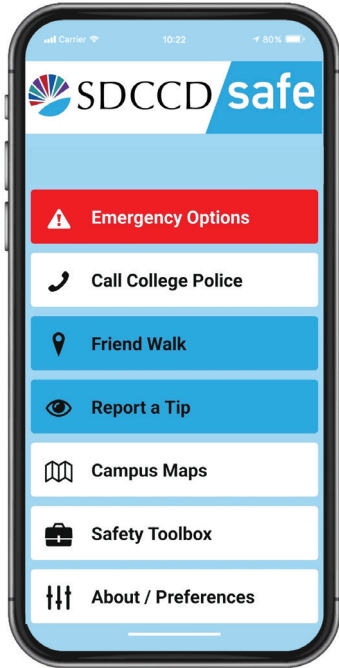 Carrier 10:22 80%
SDCCD safe
Emergency Options
Call College Police
Friend Walk
Report a Tip
Campus Maps
Safety Toolbox
About / Preferences